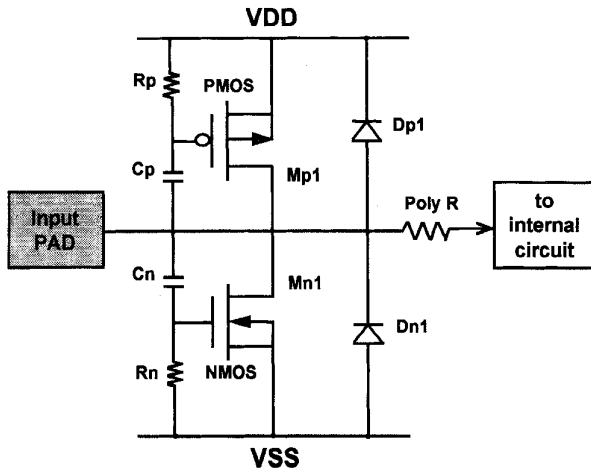 VDD
Rp
PMOS
Dp1
Cp
Mp1
Input
PAD
Poly R
to
internal
circuit
Cn
Mn1
Dn1
Rn
NMOS
VSS